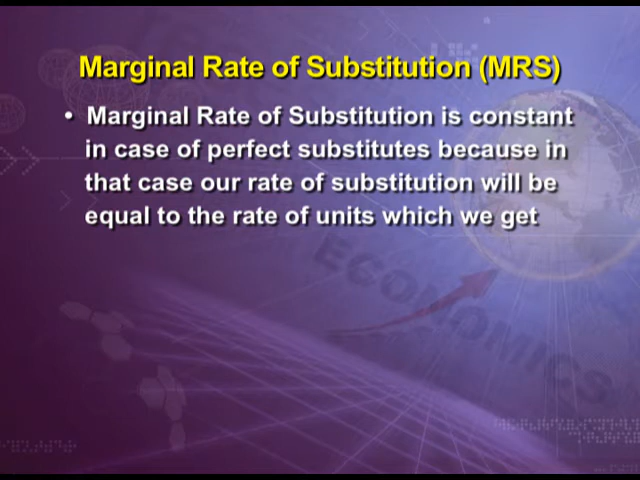 Marginal Rate of Substitution (MRS)
• Marginal Rate of Substitution is constant
in case of perfect substitutes because in
that case our rate of substitution will be
equal to the rate of units which we get
ECONOMICS